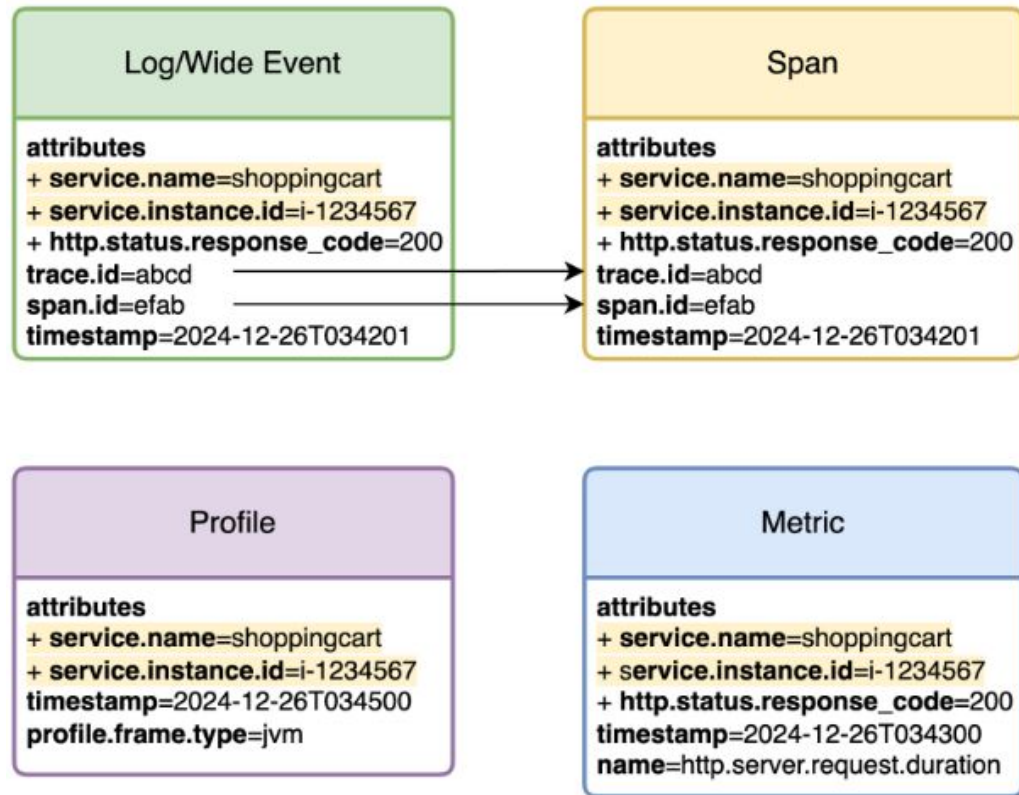 Log/Wide Event
attributes
+ service.name=shoppingcart
+ service.instance.id=i-1234567
+ http.status.response_code=200
trace.id=abcd
span.id=efab
timestamp=2024-12-26T034201
Span
attributes
+ service.name=shoppingcart
+ service.instance.id=i-1234567
+ http.status.response_code=200
trace.id=abcd
span.id=efab
timestamp=2024-12-26T034201
Profile
attributes
+ service.name=shoppingcart
+ service.instance.id=i-1234567
timestamp=2024-12-26T034500
profile.frame.type=jvm
Metric
attributes
+ service.name=shoppingcart
+ service.instance.id=i-1234567
+ http.status.response_code=200
timestamp=2024-12-26T034300
name=http.server.request.duration